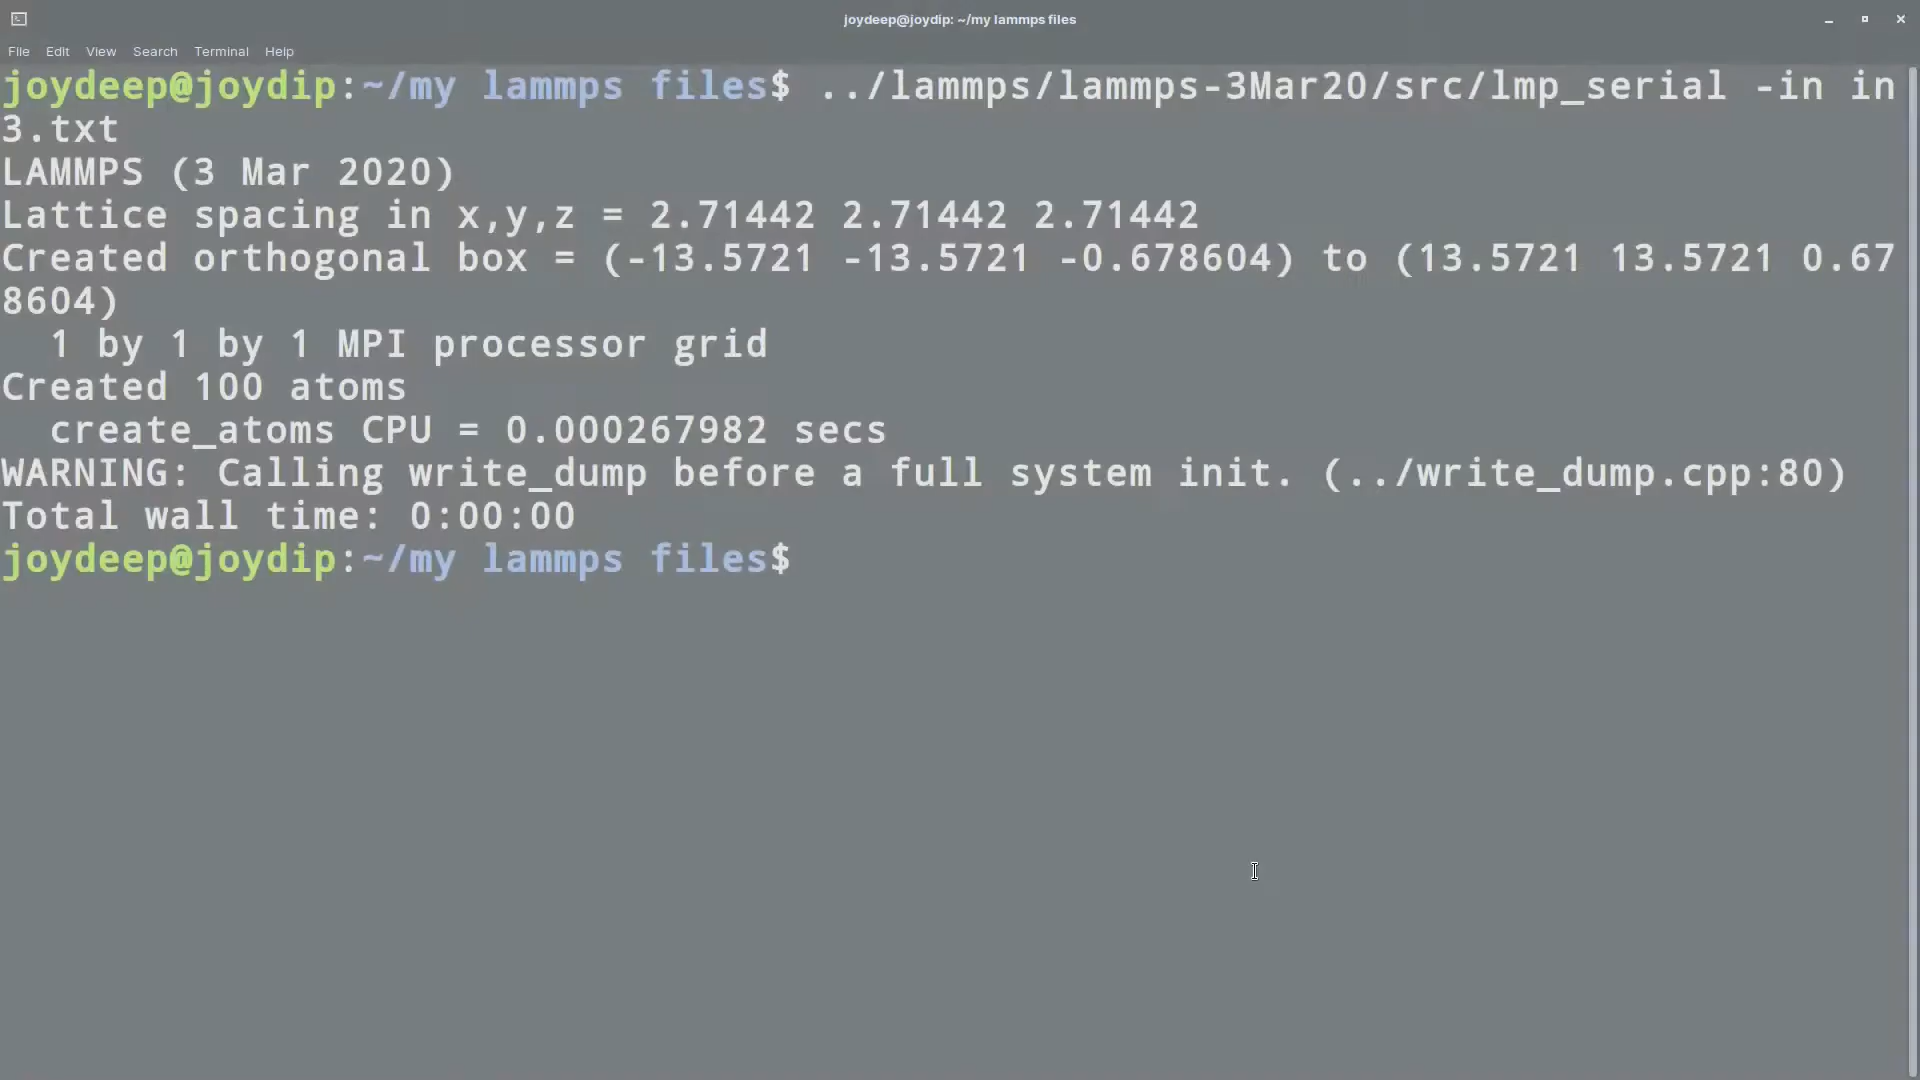 joydeep@joydip: ~/my lammps files
File Edit View Search Terminal Help
joydeep@joydip:~/my lammps files$ ../lammps/lammps-3Mar20/src/lmp_serial -in in
3.txt
LAMMPS (3 Mar 2020)
Lattice spacing in x,y,z = 2.71442 2.71442 2.71442
Created orthogonal box = (-13.5721 -13.5721 -0.678604) to (13.5721 13.5721 0.67
8604)
  1 by 1 by 1 MPI processor grid
Created 100 atoms
  create_atoms CPU = 0.000267982 secs
WARNING: Calling write_dump before a full system init. (../write_dump.cpp:80)
Total wall time: 0:00:00
joydeep@joydip:~/my lammps files$